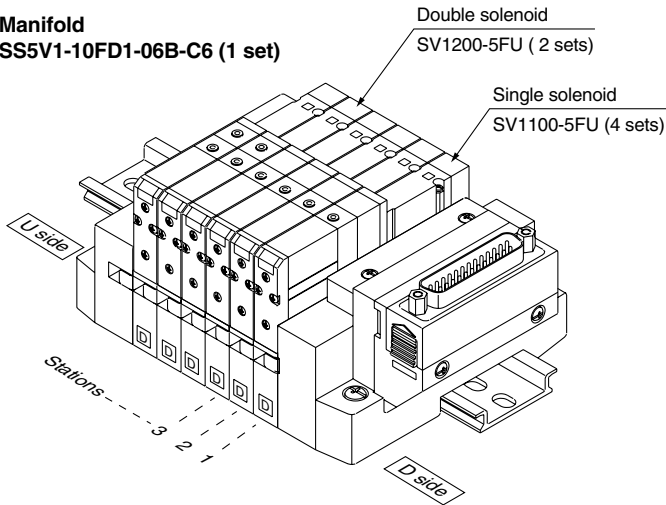 Manifold
SS5V1-10FD1-06B-C6 (1 set)
Double solenoid
SV1200-5FU ( 2 sets)
Single solenoid
SV1100-5FU (4 sets)
U side
D D D D D D
Stations
3
2
1
D side